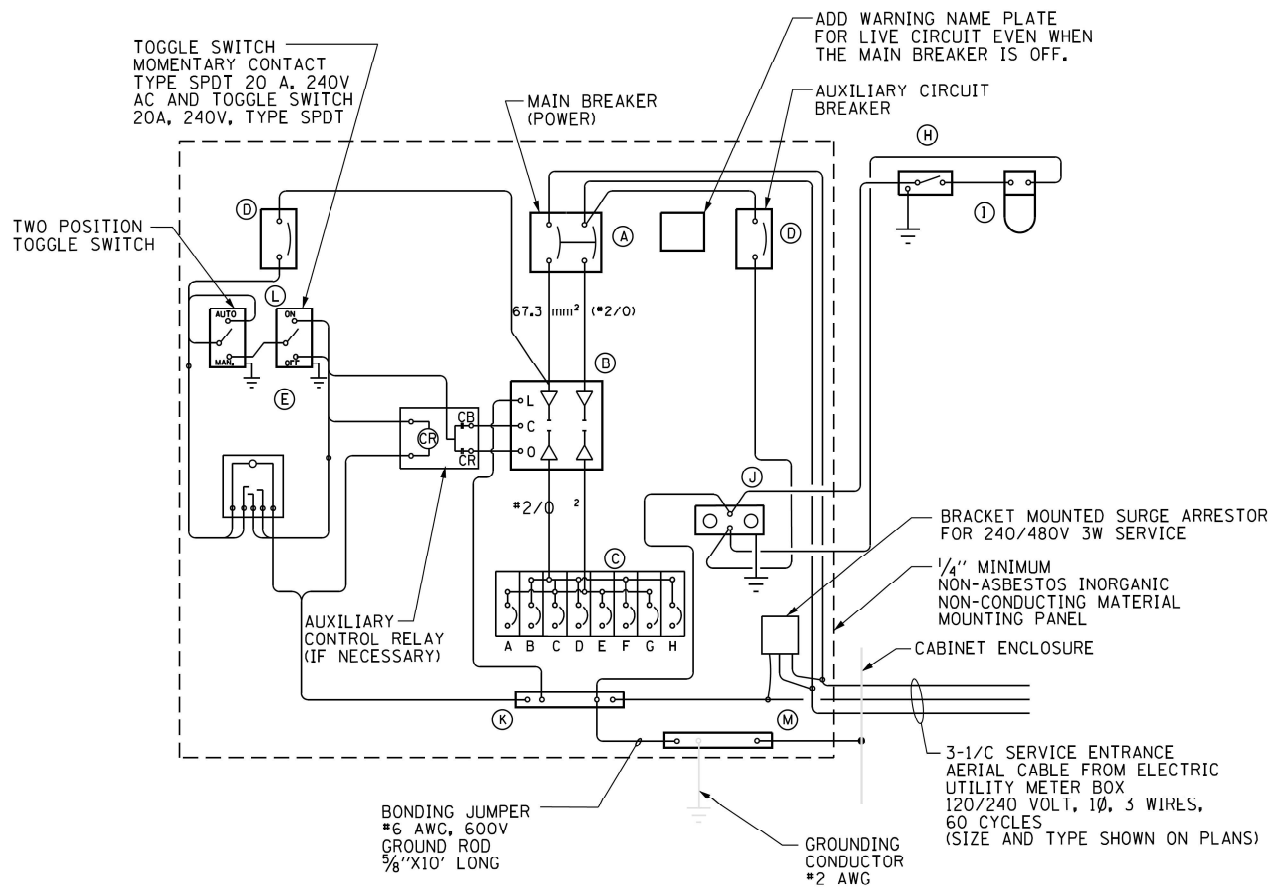 ADD WARNING NAME PLATE
FOR LIVE CIRCUIT EVEN WHEN
THE MAIN BREAKER IS OFF.
TOGGLE SWITCH
MOMENTARY CONTACT
TYPE SPDT 20 A. 240V
AC AND TOGGLE SWITCH
20A, 240V, TYPE SPDT
MAIN BREAKER
(POWER)
AUXILIARY CIRCUIT
BREAKER
H
TWO POSITION
TOGGLE SWITCH
D
A
D
I
L
AUTO
MAN.
ON
OFF
67.3 mm² (#2/0)
B
E
L
C
O
CB
CR
CR
#2/0 ²
J
BRACKET MOUNTED SURGE ARRESTOR
FOR 240/480V 3W SERVICE
1/4" MINIMUM
NON-ASBESTOS INORGANIC
NON-CONDUCTING MATERIAL
MOUNTING PANEL
C
A B C D E F G H
AUXILIARY
CONTROL RELAY
(IF NECESSARY)
CABINET ENCLOSURE
K
M
3-1/C SERVICE ENTRANCE
AERIAL CABLE FROM ELECTRIC
UTILITY METER BOX
120/240 VOLT, 1Ø, 3 WIRES,
60 CYCLES
(SIZE AND TYPE SHOWN ON PLANS)
BONDING JUMPER
#6 AWG, 600V
GROUND ROD
5/8"X10' LONG
GROUNDING
CONDUCTOR
#2 AWG